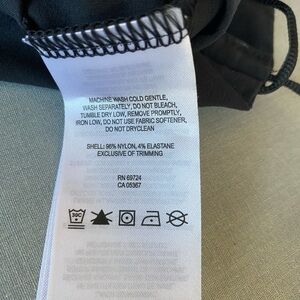 MACHINE WASH COLD GENTLE,
WASH SEPARATELY, DO NOT BLEACH,
TUMBLE DRY LOW, REMOVE PROMPTLY,
IRON LOW, DO NOT USE FABRIC SOFTENER,
DO NOT DRYCLEAN
SHELL: 96% NYLON, 4% ELASTANE
EXCLUSIVE OF TRIMMING
RN 69724
CA 05367
30C